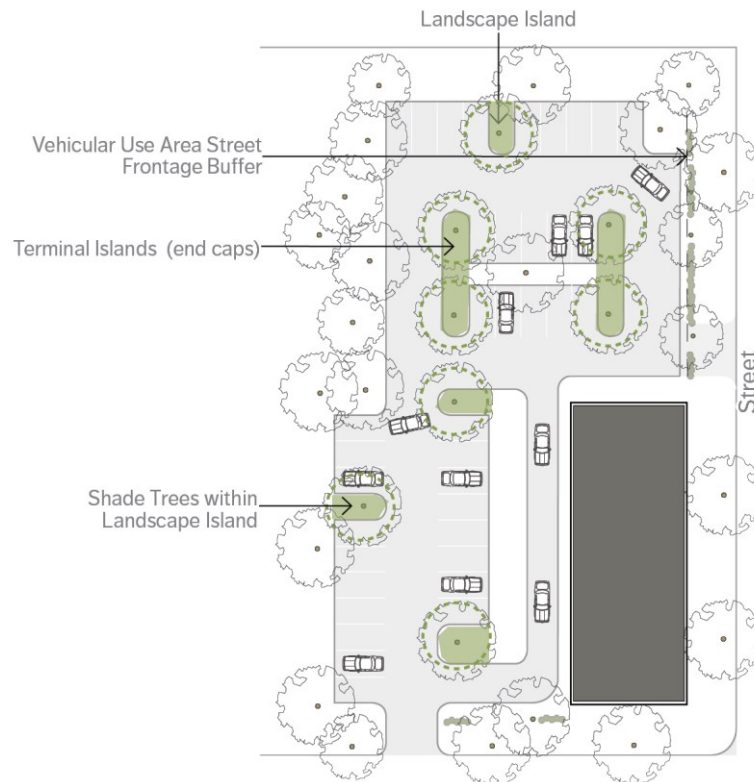 Landscape Island
Vehicular Use Area Street
Frontage Buffer
Terminal Islands (end caps)
Street
Shade Trees within
Landscape Island